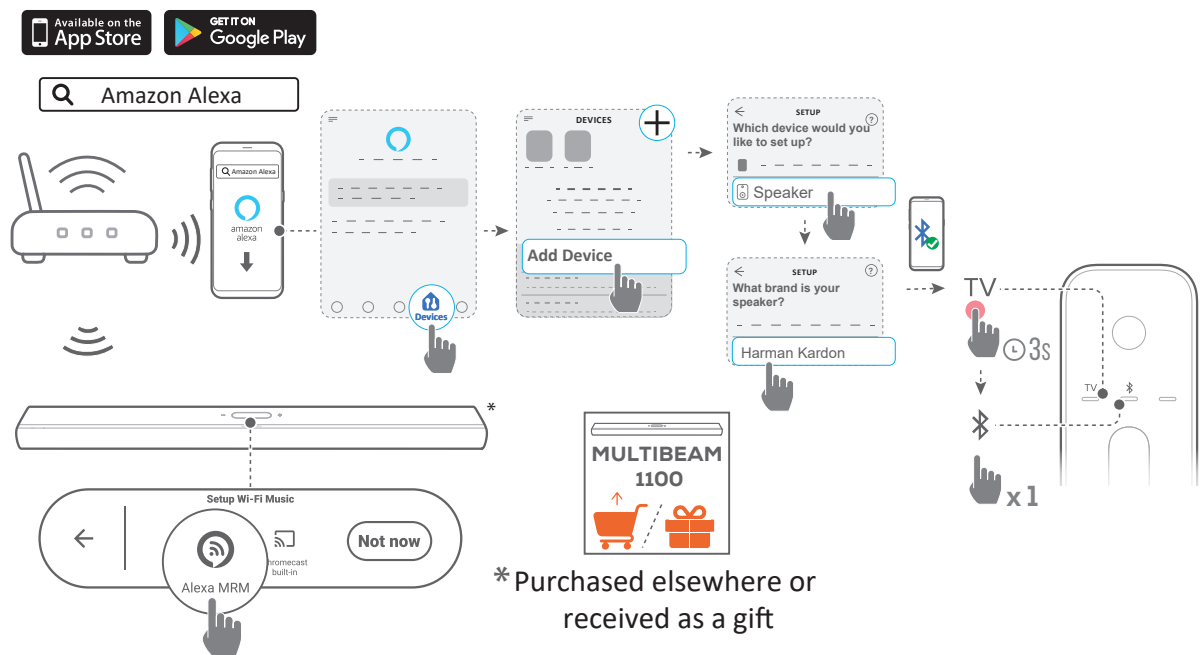 Available on the
App Store
GET IT ON
Google Play
Amazon Alexa
Amazon Alexa
amazon
alexa
Devices
DEVICES
Add Device
SETUP
?
Which device would you
like to set up?
Speaker
SETUP
?
What brand is your
speaker?
Harman Kardon
TV
3s
x1
TV
- +
*
Setup Wi-Fi Music
Alexa MRM
romecast
built-in
Not now
MULTIBEAM
1100
*Purchased elsewhere or
received as a gift